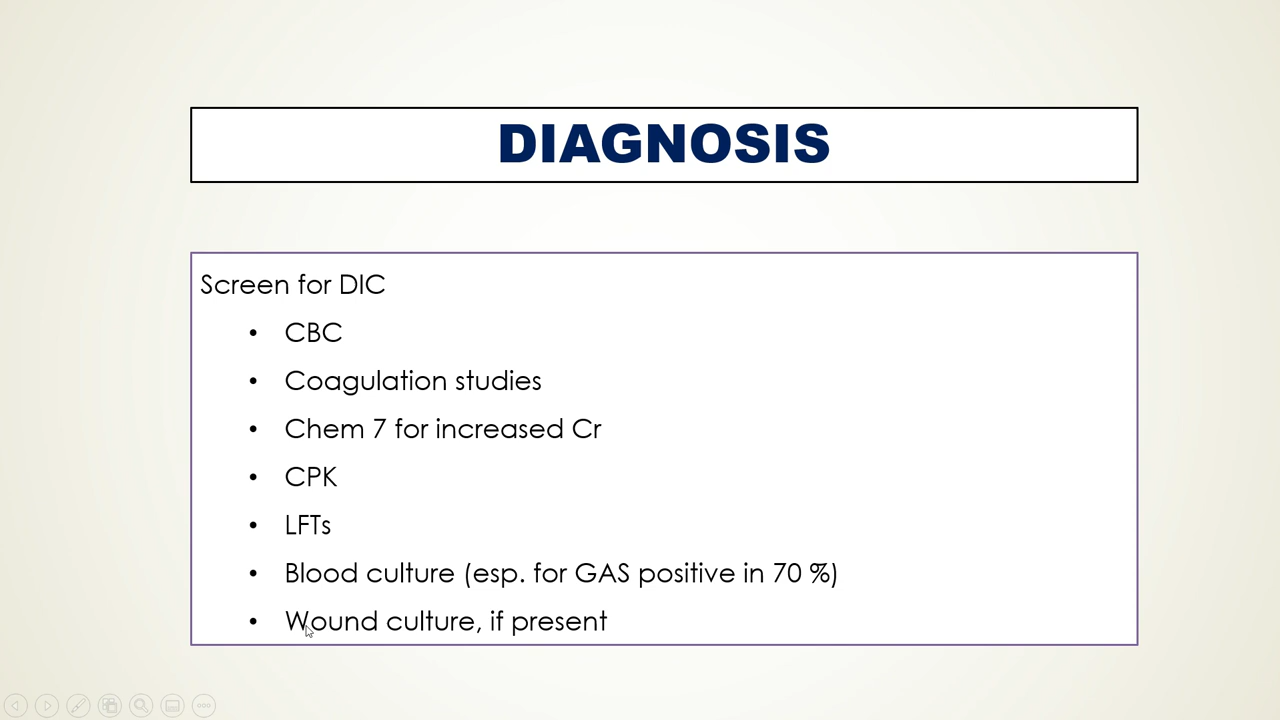 DIAGNOSIS
Screen for DIC
• CBC
• Coagulation studies
• Chem 7 for increased Cr
• CPK
• LFTs
• Blood culture (esp. for GAS positive in 70 %)
• Wound culture, if present